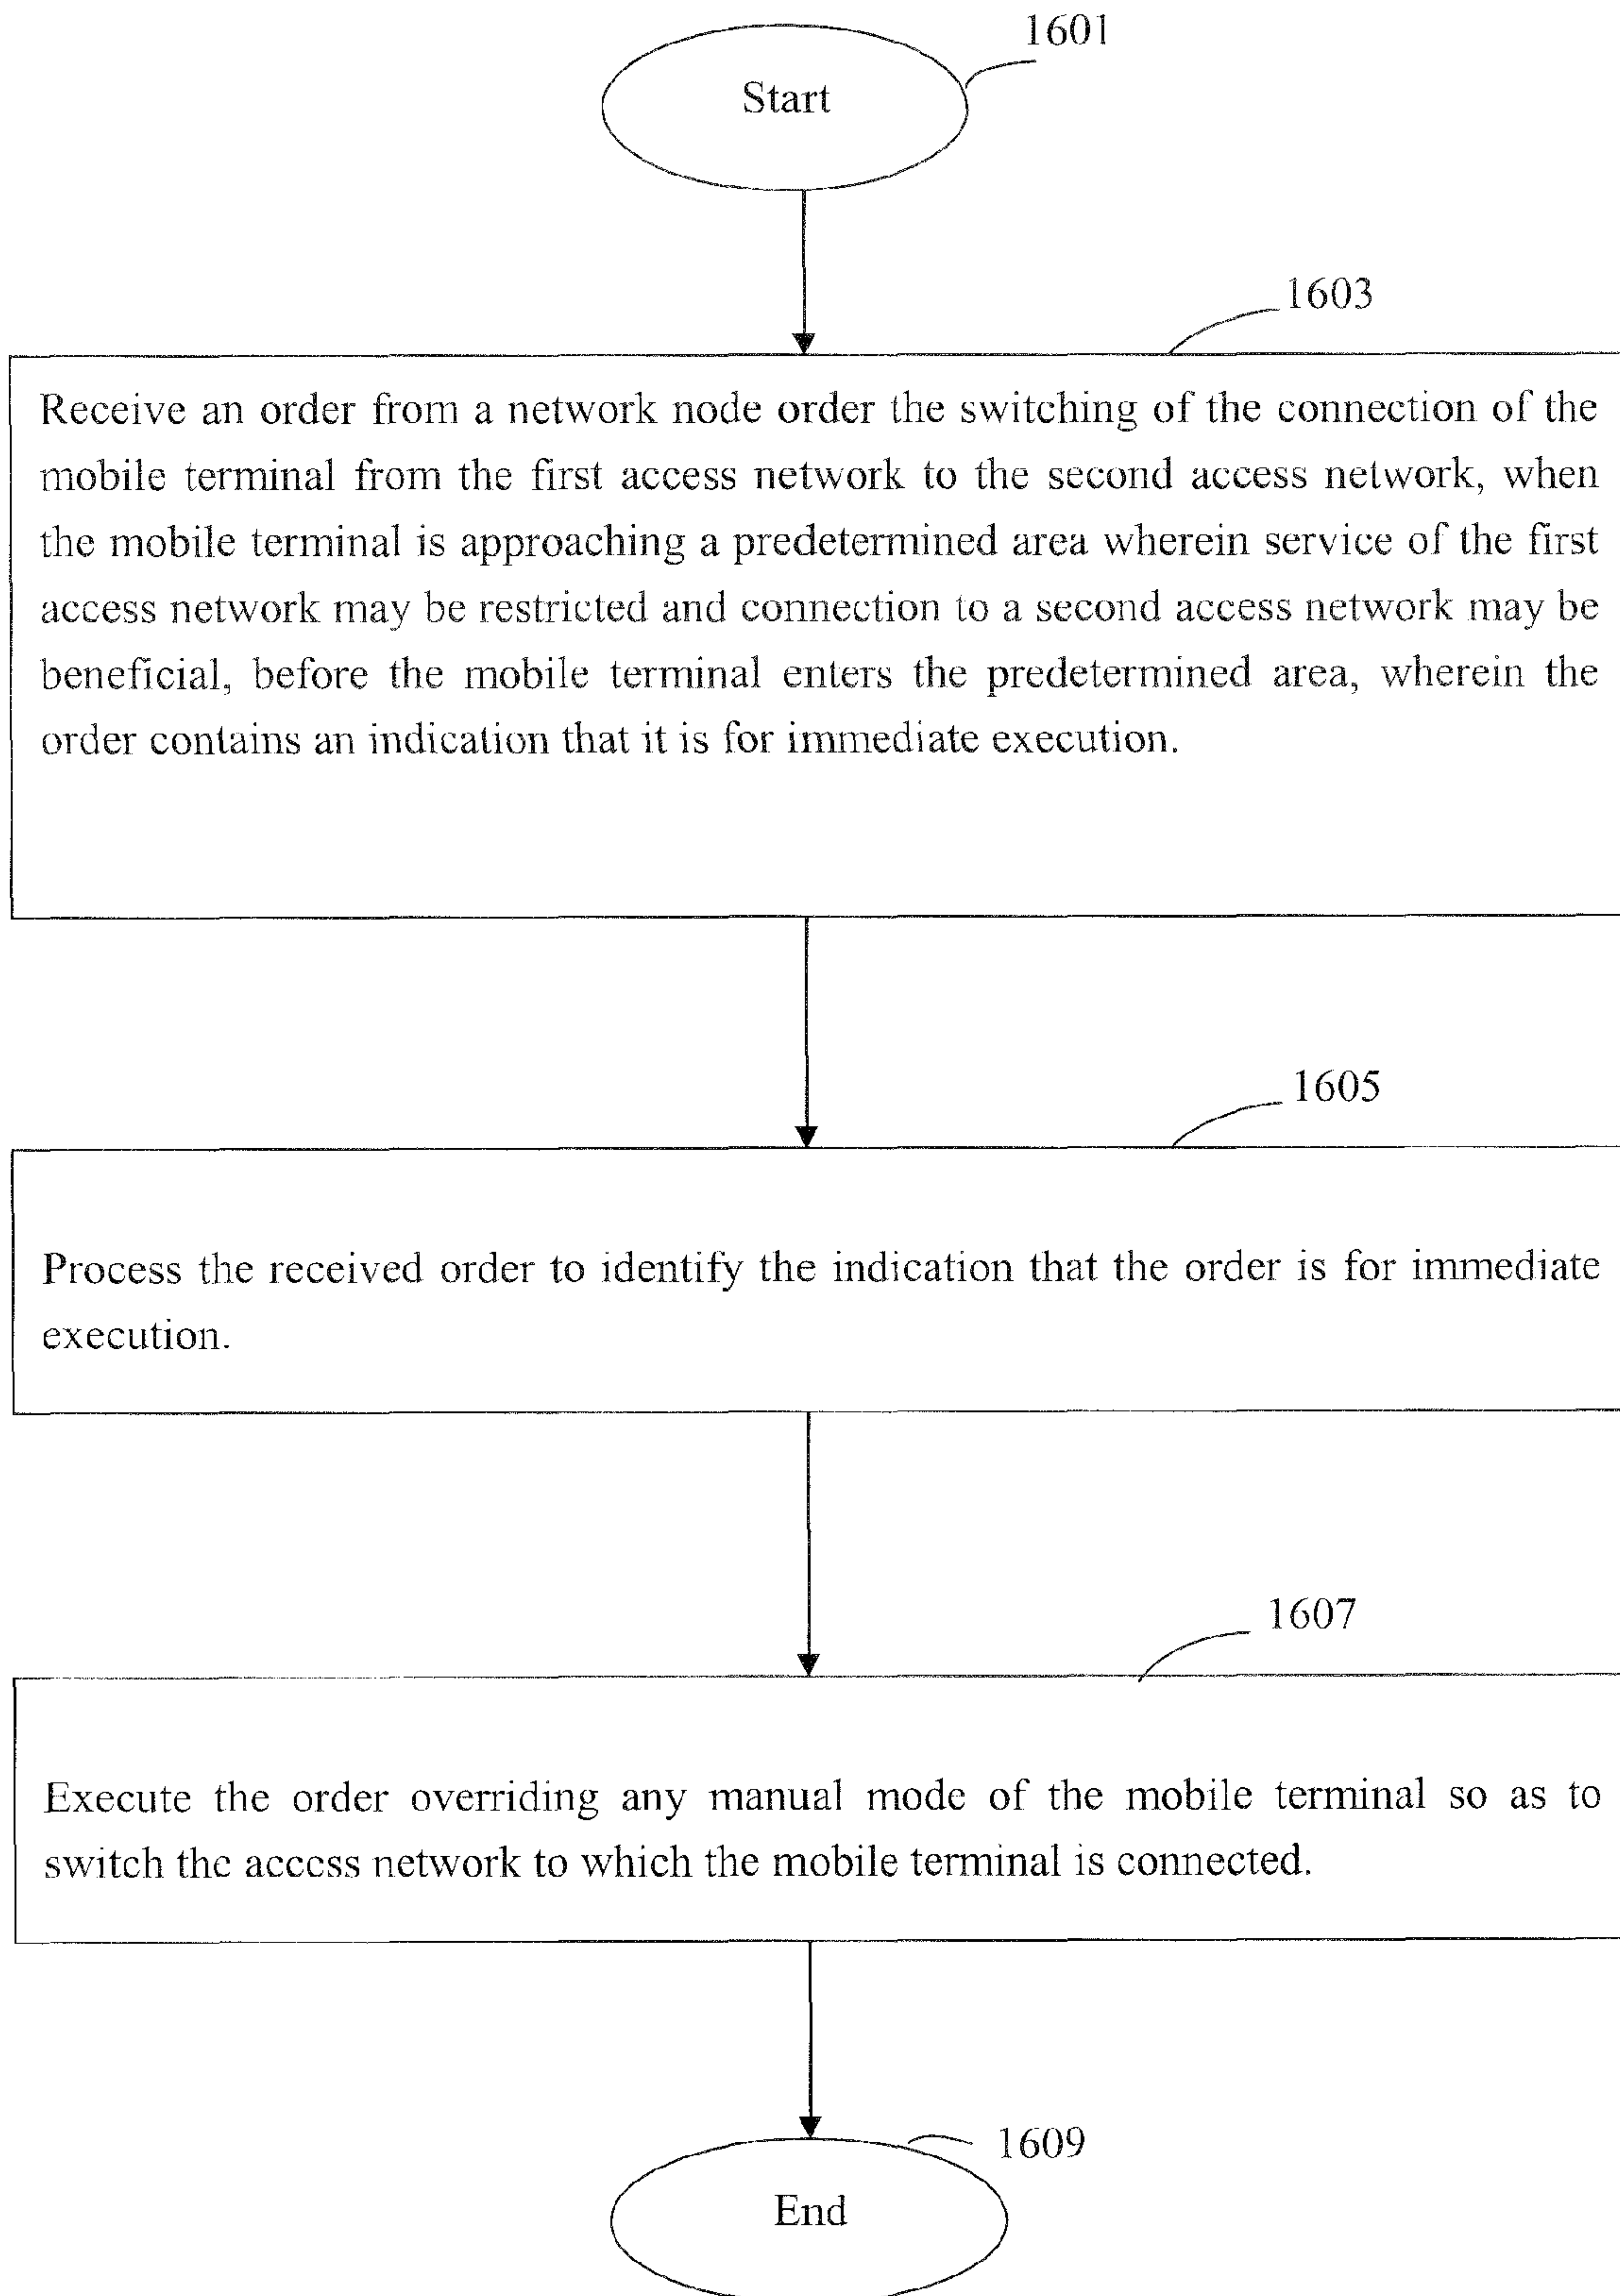 1601
Start
1603
Receive an order from a network node order the switching of the connection of the
mobile terminal from the first access network to the second access network, when
the mobile terminal is approaching a predetermined area wherein service of the first
access network may be restricted and connection to a second access network may be
beneficial, before the mobile terminal enters the predetermined area, wherein the
order contains an indication that it is for immediate execution.
1605
Process the received order to identify the indication that the order is for immediate
execution.
1607
Execute the order overriding any manual mode of the mobile terminal so as to
switch the access network to which the mobile terminal is connected.
1609
End